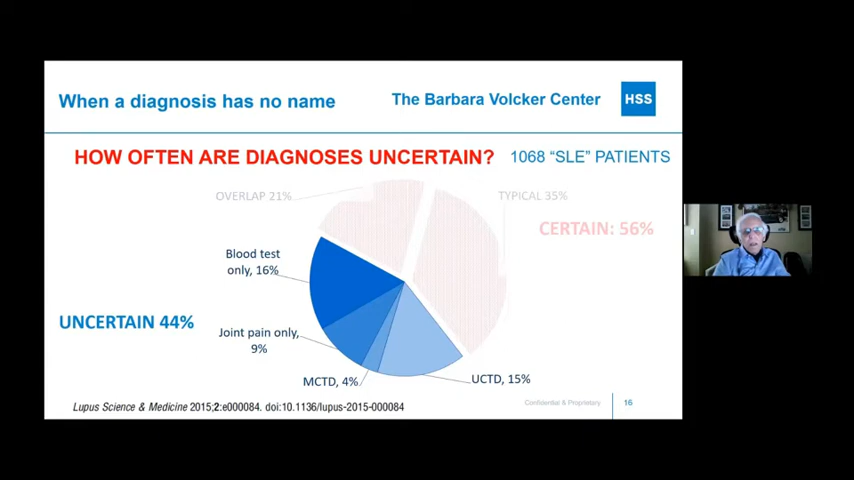 When a diagnosis has no name
The Barbara Volcker Center
HSS
HOW OFTEN ARE DIAGNOSES UNCERTAIN?
1068 “SLE” PATIENTS
OVERLAP 21%
TYPICAL 35%
CERTAIN: 56%
Blood test
only, 16%
UNCERTAIN 44%
Joint pain only,
9%
MCTD, 4%
UCTD, 15%
Lupus Science & Medicine 2015;2:e000084. doi:10.1136/lupus-2015-000084
Confidential & Proprietary
16